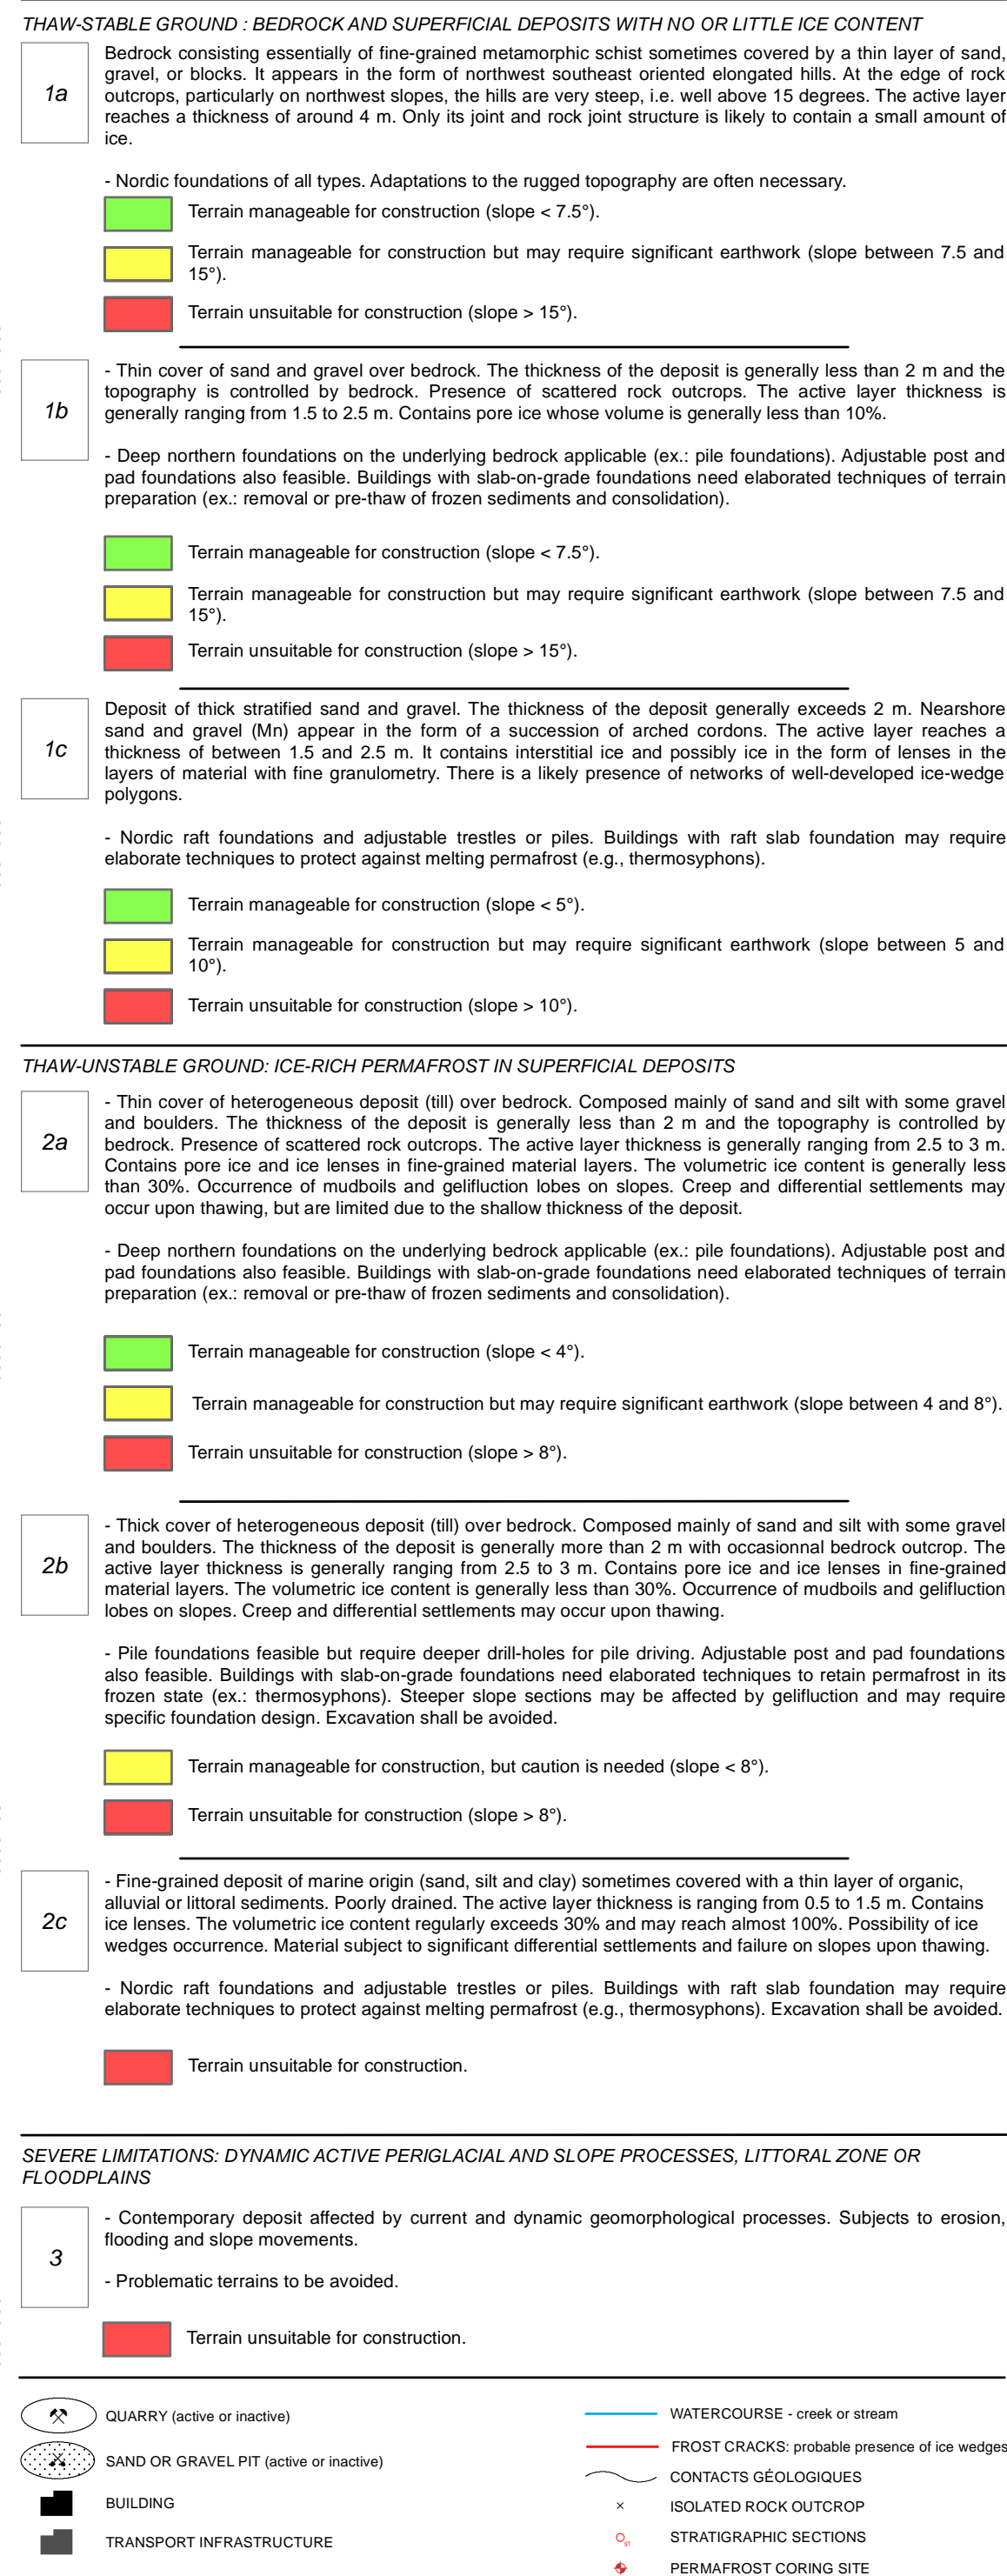 THAW-STABLE GROUND : BEDROCK AND SUPERFICIAL DEPOSITS WITH NO OR LITTLE ICE CONTENT
1a
Bedrock consisting essentially of fine-grained metamorphic schist sometimes covered by a thin layer of sand,
gravel, or blocks. It appears in the form of northwest southeast oriented elongated hills. At the edge of rock
outcrops, particularly on northwest slopes, the hills are very steep, i.e. well above 15 degrees. The active layer
reaches a thickness of around 4 m. Only its joint and rock joint structure is likely to contain a small amount of
ice.
- Nordic foundations of all types. Adaptations to the rugged topography are often necessary.
Terrain manageable for construction (slope < 7.5°).
Terrain manageable for construction but may require significant earthwork (slope between 7.5 and
15°).
Terrain unsuitable for construction (slope > 15°).
1b
- Thin cover of sand and gravel over bedrock. The thickness of the deposit is generally less than 2 m and the
topography is controlled by bedrock. Presence of scattered rock outcrops. The active layer thickness is
generally ranging from 1.5 to 2.5 m. Contains pore ice whose volume is generally less than 10%.
- Deep northern foundations on the underlying bedrock applicable (ex.: pile foundations). Adjustable post and
pad foundations also feasible. Buildings with slab-on-grade foundations need elaborated techniques of terrain
preparation (ex.: removal or pre-thaw of frozen sediments and consolidation).
Terrain manageable for construction (slope < 7.5°).
Terrain manageable for construction but may require significant earthwork (slope between 7.5 and
15°).
Terrain unsuitable for construction (slope > 15°).
1c
Deposit of thick stratified sand and gravel. The thickness of the deposit generally exceeds 2 m. Nearshore
sand and gravel (Mn) appear in the form of a succession of arched cordons. The active layer reaches a
thickness of between 1.5 and 2.5 m. It contains interstitial ice and possibly ice in the form of lenses in the
layers of material with fine granulometry. There is a likely presence of networks of well-developed ice-wedge
polygons.
- Nordic raft foundations and adjustable trestles or piles. Buildings with raft slab foundation may require
elaborate techniques to protect against melting permafrost (e.g., thermosyphons).
Terrain manageable for construction (slope < 5°).
Terrain manageable for construction but may require significant earthwork (slope between 5 and
10°).
Terrain unsuitable for construction (slope > 10°).
THAW-UNSTABLE GROUND: ICE-RICH PERMAFROST IN SUPERFICIAL DEPOSITS
2a
- Thin cover of heterogeneous deposit (till) over bedrock. Composed mainly of sand and silt with some gravel
and boulders. The thickness of the deposit is generally less than 2 m and the topography is controlled by
bedrock. Presence of scattered rock outcrops. The active layer thickness is generally ranging from 2.5 to 3 m.
Contains pore ice and ice lenses in fine-grained material layers. The volumetric ice content is generally less
than 30%. Occurrence of mudboils and gelifluction lobes on slopes. Creep and differential settlements may
occur upon thawing, but are limited due to the shallow thickness of the deposit.
- Deep northern foundations on the underlying bedrock applicable (ex.: pile foundations). Adjustable post and
pad foundations also feasible. Buildings with slab-on-grade foundations need elaborated techniques of terrain
preparation (ex.: removal or pre-thaw of frozen sediments and consolidation).
Terrain manageable for construction (slope < 4°).
Terrain manageable for construction but may require significant earthwork (slope between 4 and 8°).
Terrain unsuitable for construction (slope > 8°).
2b
- Thick cover of heterogeneous deposit (till) over bedrock. Composed mainly of sand and silt with some gravel
and boulders. The thickness of the deposit is generally more than 2 m with occasionnal bedrock outcrop. The
active layer thickness is generally ranging from 2.5 to 3 m. Contains pore ice and ice lenses in fine-grained
material layers. The volumetric ice content is generally less than 30%. Occurrence of mudboils and gelifluction
lobes on slopes. Creep and differential settlements may occur upon thawing.
- Pile foundations feasible but require deeper drill-holes for pile driving. Adjustable post and pad foundations
also feasible. Buildings with slab-on-grade foundations need elaborated techniques to retain permafrost in its
frozen state (ex.: thermosyphons). Steeper slope sections may be affected by gelifluction and may require
specific foundation design. Excavation shall be avoided.
Terrain manageable for construction, but caution is needed (slope < 8°).
Terrain unsuitable for construction (slope > 8°).
2c
- Fine-grained deposit of marine origin (sand, silt and clay) sometimes covered with a thin layer of organic,
alluvial or littoral sediments. Poorly drained. The active layer thickness is ranging from 0.5 to 1.5 m. Contains
ice lenses. The volumetric ice content regularly exceeds 30% and may reach almost 100%. Possibility of ice
wedges occurrence. Material subject to significant differential settlements and failure on slopes upon thawing.
- Nordic raft foundations and adjustable trestles or piles. Buildings with raft slab foundation may require
elaborate techniques to protect against melting permafrost (e.g., thermosyphons). Excavation shall be avoided.
Terrain unsuitable for construction.
SEVERE LIMITATIONS: DYNAMIC ACTIVE PERIGLACIAL AND SLOPE PROCESSES, LITTORAL ZONE OR
FLOODPLAINS
3
- Contemporary deposit affected by current and dynamic geomorphological processes. Subjects to erosion,
flooding and slope movements.
- Problematic terrains to be avoided.
Terrain unsuitable for construction.
QUARRY (active or inactive)
SAND OR GRAVEL PIT (active or inactive)
BUILDING
TRANSPORT INFRASTRUCTURE
WATERCOURSE - creek or stream
FROST CRACKS: probable presence of ice wedges
CONTACTS GÉOLOGIQUES
ISOLATED ROCK OUTCROP
ST STRATIGRAPHIC SECTIONS
PERMAFROST CORING SITE